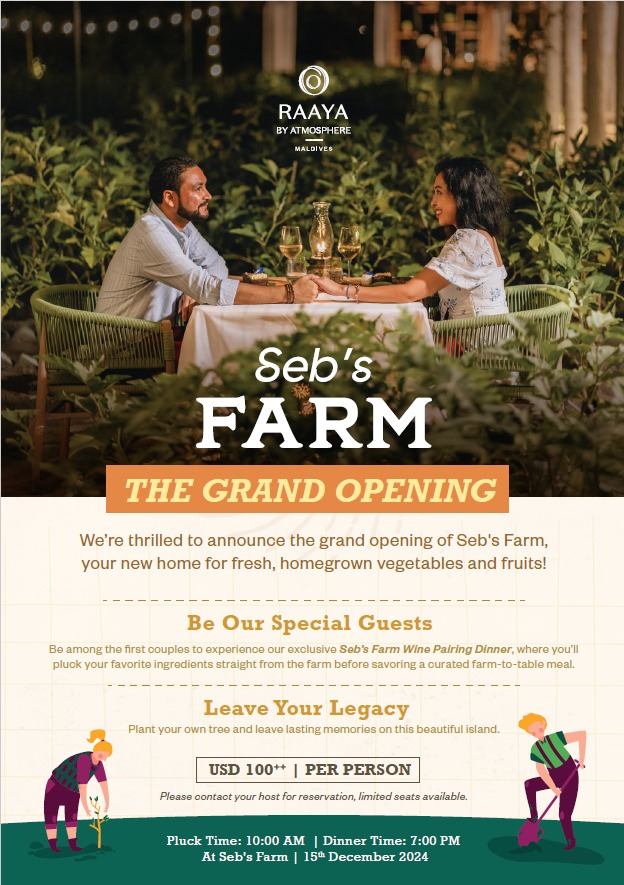 RAAYA
BY ATMOSPHERE
MALDIVES
Seb's
FARM
THE GRAND OPENING
We're thrilled to announce the grand opening of Seb's Farm,
your new home for fresh, homegrown vegetables and fruits!
Be Our Special Guests
Be among the first couples to experience our exclusive Seb's Farm Wine Pairing Dinner, where you'll
pluck your favorite ingredients straight from the farm before savoring a curated farm-to-table meal.
Leave Your Legacy
Plant your own tree and leave lasting memories on this beautiful island.
USD 100++ | PER PERSON
Please contact your host for reservation, limited seats available.
Pluck Time: 10:00 AM | Dinner Time: 7:00 PM
At Seb's Farm | 15th December 2024